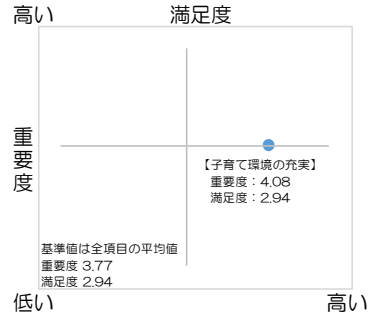 高い
満足度
重要度
【子育て環境の充実】
重要度：4.08
満足度：2.94
基準値は全項目の平均値
重要度 3.77
満足度 2.94
低い
高い